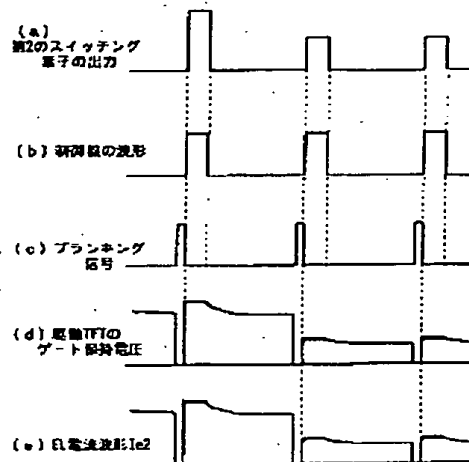 (a)
第2のスイッチング
素子の出力
(b) 制御線の波形
(c) ブランキング
信号
(d) 駆動TFTの
ゲート保持電圧
(e) EL電流波形Ie2